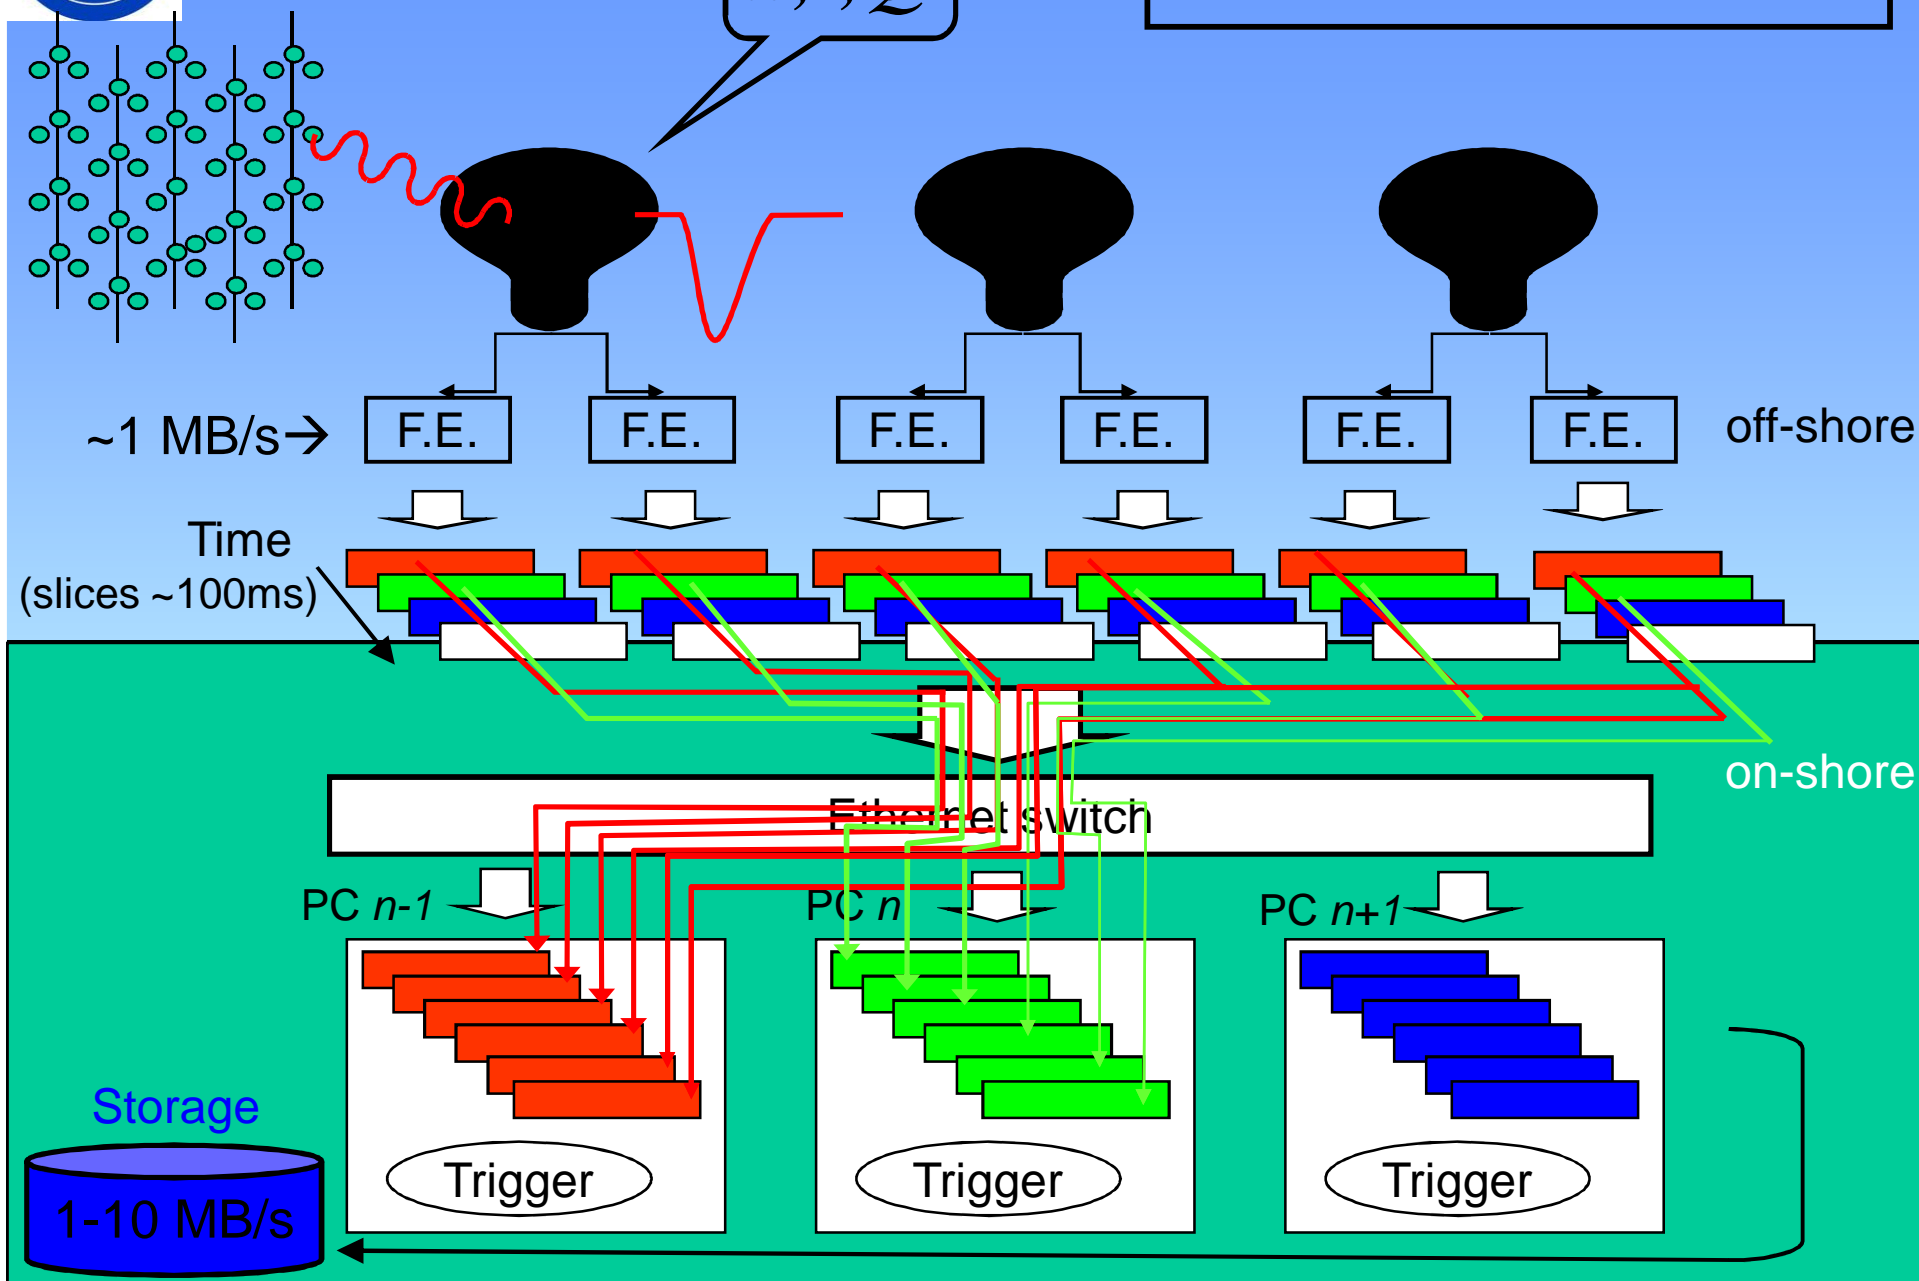 ~1 MB/s→
F.E.
F.E.
F.E.
F.E.
F.E.
F.E.
off-shore
Time
(slices ~100ms)
on-shore
Ethernet switch
PC n-1
PC n
PC n+1
Storage
1-10 MB/s
Trigger
Trigger
Trigger